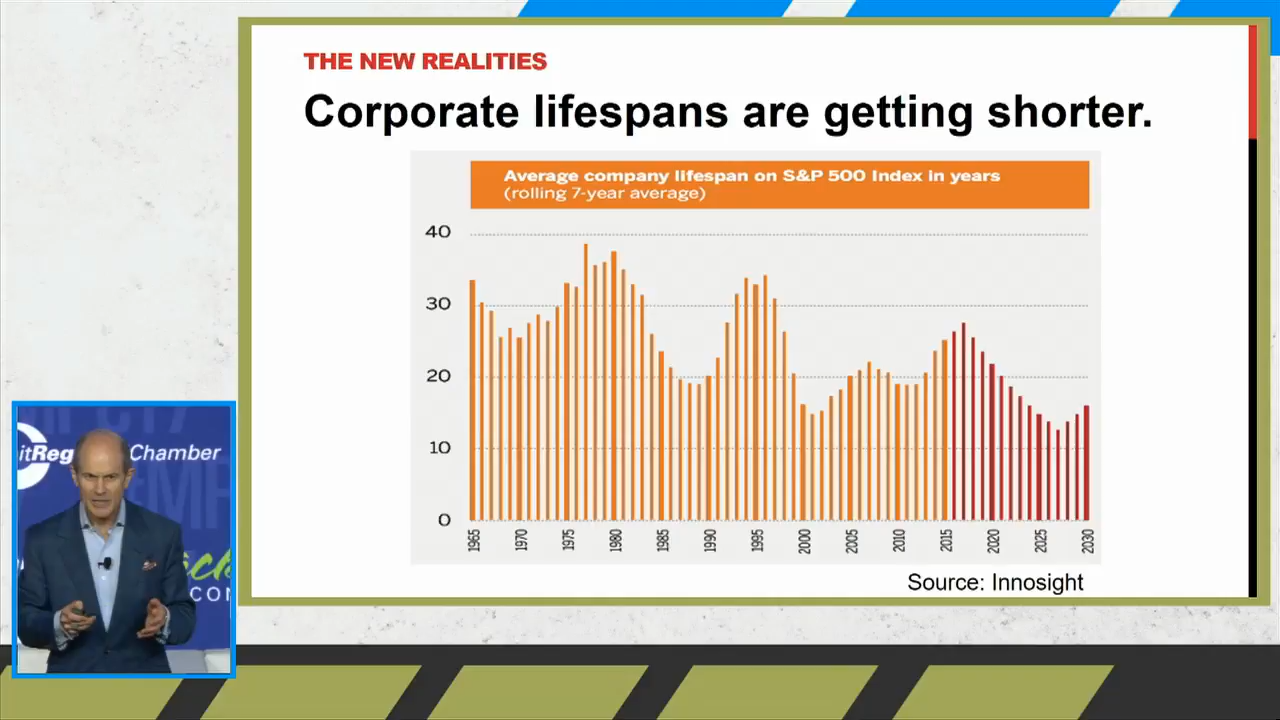 THE NEW REALITIES
Corporate lifespans are getting shorter.
Average company lifespan on S&P 500 Index in years
(rolling 7-year average)
40
30
20
10
0
1965 1970 1975 1980 1985 1990 1995 2000 2005 2010 2015 2020 2025 2030
Source: Innosight
itReg Chamber